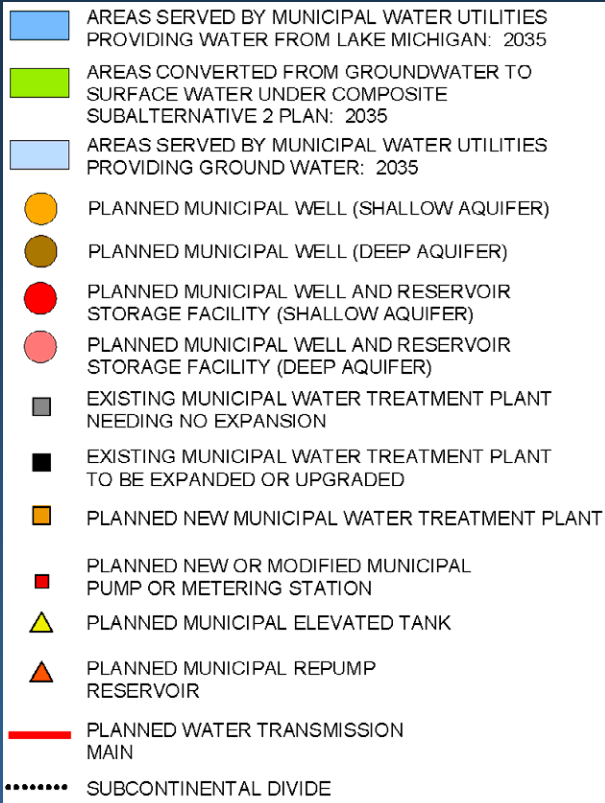 AREAS SERVED BY MUNICIPAL WATER UTILITIES
PROVIDING WATER FROM LAKE MICHIGAN: 2035
AREAS CONVERTED FROM GROUNDWATER TO
SURFACE WATER UNDER COMPOSITE
SUBALTERNATIVE 2 PLAN: 2035
AREAS SERVED BY MUNICIPAL WATER UTILITIES
PROVIDING GROUND WATER: 2035
PLANNED MUNICIPAL WELL (SHALLOW AQUIFER)
PLANNED MUNICIPAL WELL (DEEP AQUIFER)
PLANNED MUNICIPAL WELL AND RESERVOIR
STORAGE FACILITY (SHALLOW AQUIFER)
PLANNED MUNICIPAL WELL AND RESERVOIR
STORAGE FACILITY (DEEP AQUIFER)
EXISTING MUNICIPAL WATER TREATMENT PLANT
NEEDING NO EXPANSION
EXISTING MUNICIPAL WATER TREATMENT PLANT
TO BE EXPANDED OR UPGRADED
PLANNED NEW MUNICIPAL WATER TREATMENT PLANT
PLANNED NEW OR MODIFIED MUNICIPAL
PUMP OR METERING STATION
PLANNED MUNICIPAL ELEVATED TANK
PLANNED MUNICIPAL REPUMP
RESERVOIR
PLANNED WATER TRANSMISSION
MAIN
SUBCONTINENTAL DIVIDE